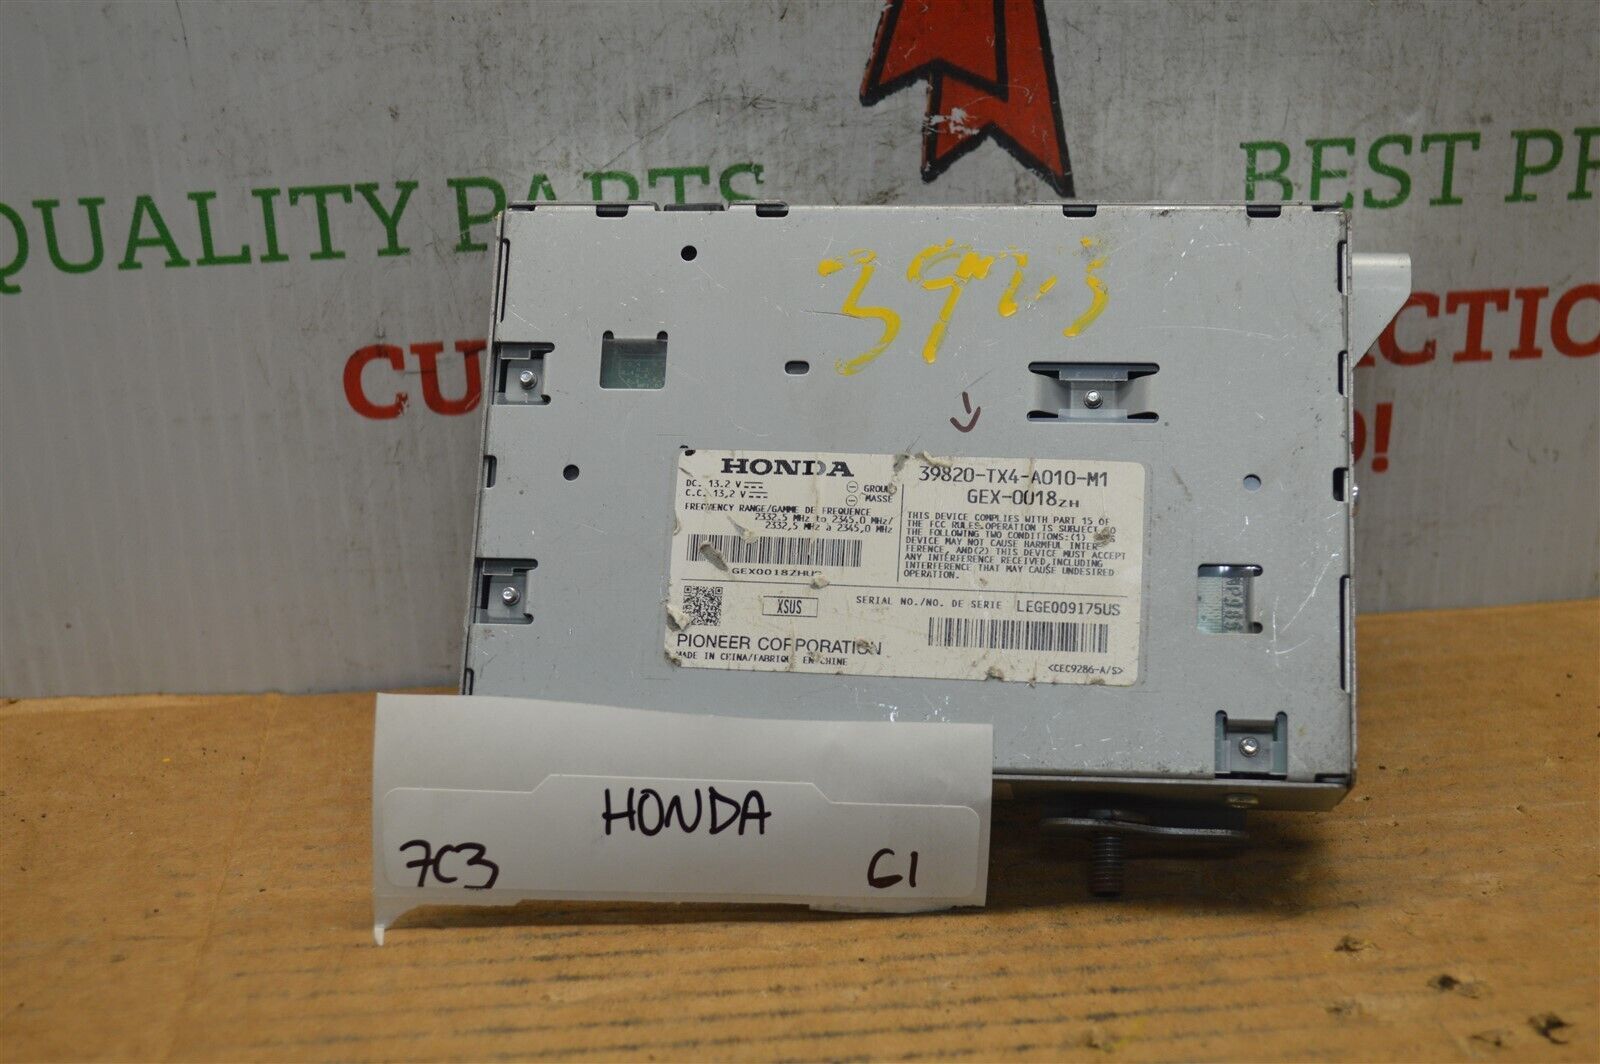 QUALITY PARTS
BEST PR
CU
CTIO
!
HONDA
DC. 13.2 V
C.C. 13,2 V
GROUND
MASSE
FREQUENCY RANGE/GAMME DE FREQUENCE
2332.5 MHz to 2345.0 MHz/
2332,5 MHz à 2345,0 MHz
GEX0018ZHU
39820-TX4-A010-M1
GEX-0018ZH
THIS DEVICE COMPLIES WITH PART 15 OF
THE FCC RULES.OPERATION IS SUBJECT TO
THE FOLLOWING TWO CONDITIONS:(1) THIS
DEVICE MAY NOT CAUSE HARMFUL INTER-
FERENCE, AND(2) THIS DEVICE MUST ACCEPT
ANY INTERFERENCE RECEIVED,INCLUDING
INTERFERENCE THAT MAY CAUSE UNDESIRED
OPERATION.
XSUS
SERIAL NO./NO. DE SERIE LEGE009175US
PIONEER CORPORATION
MADE IN CHINA/FABRIQUE EN CHINE
<CEC9286-A/S>
HONDA
7C3
G1